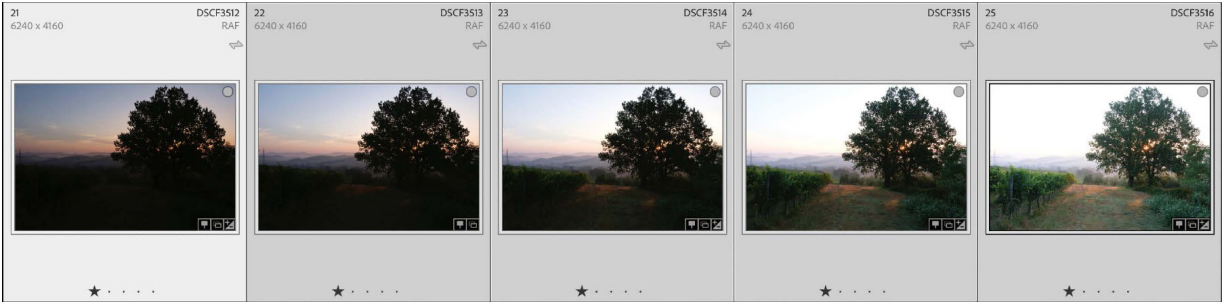 21 DSCF3512
6240 x 4160 RAF
22 DSCF3513
6240 x 4160 RAF
23 DSCF3514
6240 x 4160 RAF
24 DSCF3515
6240 x 4160 RAF
25 DSCF3516
6240 x 4160 RAF